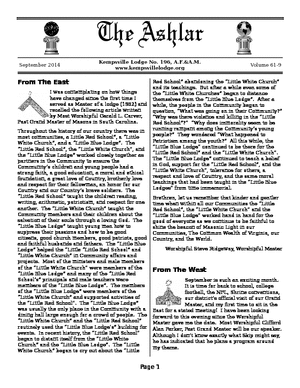 The Ashlar
Kempsville Lodge No. 196, A.F.&A.M.
www.kempsvillelodge.org
September 2014
Volume 61-9
From The East
I was cutting/going on how things
have changed since the first time I
served as Master of a lodge (1982) and
recalled the following article written
by Most Worshipful Gerald L. Carver,
Past Grand Master of Masons in South Carolina.
Throughout the history of our country there was in
most communities, a Little Red School, a "Little
White Church", and a "Little Blue Lodge". The
"Little Red School", the "Little White Church", and
the "Little Blue Lodge" worked closely together as
partners in the Community to ensure the
Community's children and young people had a
strong faith, a good education, a moral and ethical
foundation, a great love of Country, brotherly love
and respect for their fellowman, an honor for our
Country and our Country's brave soldiers. The
"Little Red School" taught the children reading,
writing, arithmetic, patriotism, and respect for one
another. The "Little White Church" taught the
Community members and their children about the
salvation of their souls through a loving God. The
"Little Blue Lodge" taught young men how to
suppress their passions and how to be good
citizens, good church leaders, good patriots, good
and faithful husbands and fathers. The "Little Blue
Lodge" helped the "Little Red School" and the
"Little White Church" in Community affairs and
projects. Most of the ministers and male members
of the "Little White Church" were members of the
"Little Blue Lodge" and many of the "Little Red
School's" principals and male teachers were
members of the "Little Blue Lodge". The members
of the "Little Blue Lodge" were members of the
"Little White Church" and supported activities of
the "Little Red School". The "Little Blue Lodge"
was usually the only place in the Community with a
dining hall large enough for a crowd of people. The
"Little White Church" and the "Little Red School"
routinely used the "Little Blue Lodge's" building for
events. In recent history, the "Little Red School"
began to distance itself from the "Little White
Church" and the "Little Blue Lodge". The "Little
White Church" began to cry out about the "Little
Red School" abandoning the "Little White Church"
and its teachings. But after a while even some of
the "Little White Churches" began to distance
themselves from the "Little Blue Lodge". After a
while, the people in the Community began to
question, "What was going on in their Community?"
"Why was there violence and killing in the "Little
Red School"?" "Why does immorality seem to be
running rampant among the Community's young
people?" They wondered "What happened to
Patriotism among the youth?" All this while, the
"Little Blue Lodge" continued to be there for the
"Little Red School" and the "Little White Church".
The "Little Blue Lodge" continued to teach a belief
in God, support for the "Little Red School", and the
"Little White Church", tolerance for others, a
respect and love of Country, and the same moral
teachings that had been taught in the "Little Blue
Lodge" from time immemorial.
Brethren, let us remember that kinder and gentler
time when within all our Communities the "Little
Red School", the "Little White Church", and the
"Little Blue Lodge" worked hand in hand for the
good of everyone as we continue to be faithful to
shine the beacon of Masonic Light in our
Communities, the Common Wealth of Virginia, our
Country, and the World.
Worshipful Steve Ridgeway, Worshipful Master
From The West
September is such an exciting month.
It is time for back to school, college
football, the NFL, Shrine conventions,
our district's official visit of our Grand
Master, and my first time to sit in the
East for a stated meeting! I have been looking
forward to this evening since the Worshipful
Master gave me the date. Most Worshipful Clifford
Alan Parker, Past Grand Master will be our speaker.
Although I don't know exactly what Skip might say,
he has indicated that he plans a program around
My theme.
Page 1